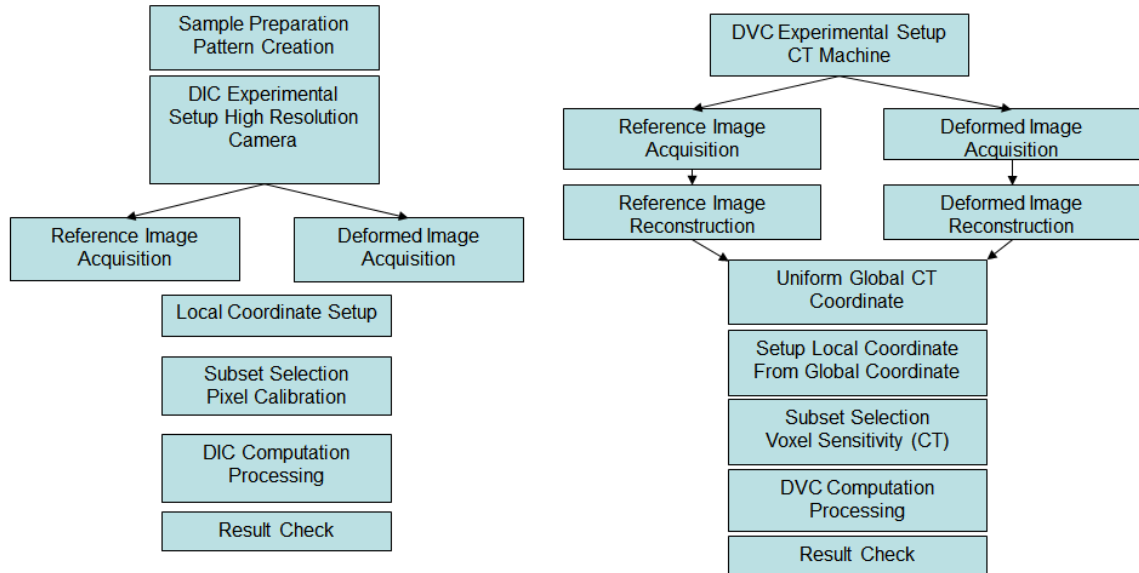 Sample Preparation
Pattern Creation
DIC Experimental
Setup High Resolution
Camera
Reference Image
Acquisition
Deformed Image
Acquisition
Local Coordinate Setup
Subset Selection
Pixel Calibration
DIC Computation
Processing
Result Check
DVC Experimental Setup
CT Machine
Reference Image
Acquisition
Deformed Image
Acquisition
Reference Image
Reconstruction
Deformed Image
Reconstruction
Uniform Global CT
Coordinate
Setup Local Coordinate
From Global Coordinate
Subset Selection
Voxel Sensitivity (CT)
DVC Computation
Processing
Result Check